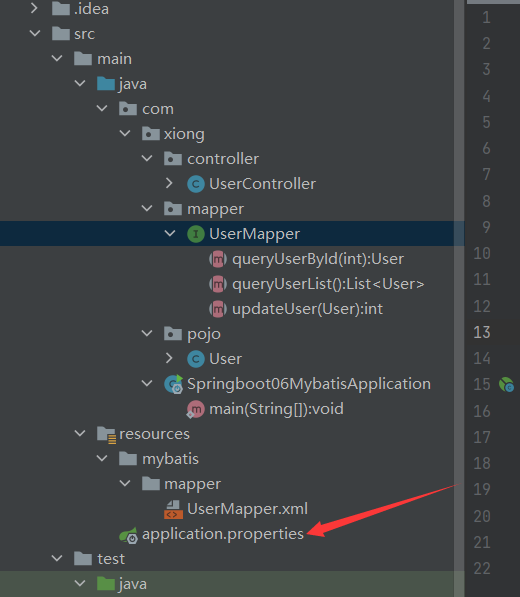 .idea
src
main
java
com
xiong
controller
UserController
mapper
UserMapper
queryUserById(int):User
queryUserList():List<User>
updateUser(User):int
pojo
User
Springboot06MybatisApplication
main(String[]):void
resources
mybatis
mapper
UserMapper.xml
application.properties
test
java
1
2
3
4
5
6
7
8
9
10
11
12
13
14
15
16
17
18
19
20
21
22